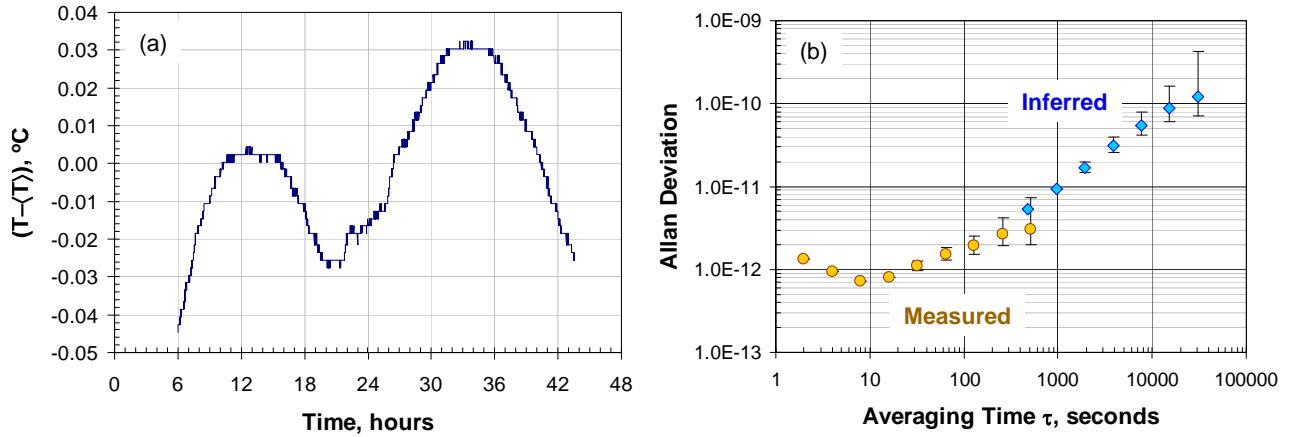 (a)
(T–⟨T⟩), ºC
0.04
0.03
0.02
0.01
0.00
-0.01
-0.02
-0.03
-0.04
-0.05
0 6 12 18 24 30 36 42 48
Time, hours
(b)
Allan Deviation
1.0E-09
1.0E-10
1.0E-11
1.0E-12
1.0E-13
Inferred
Measured
1 10 100 1000 10000 100000
Averaging Time τ, seconds